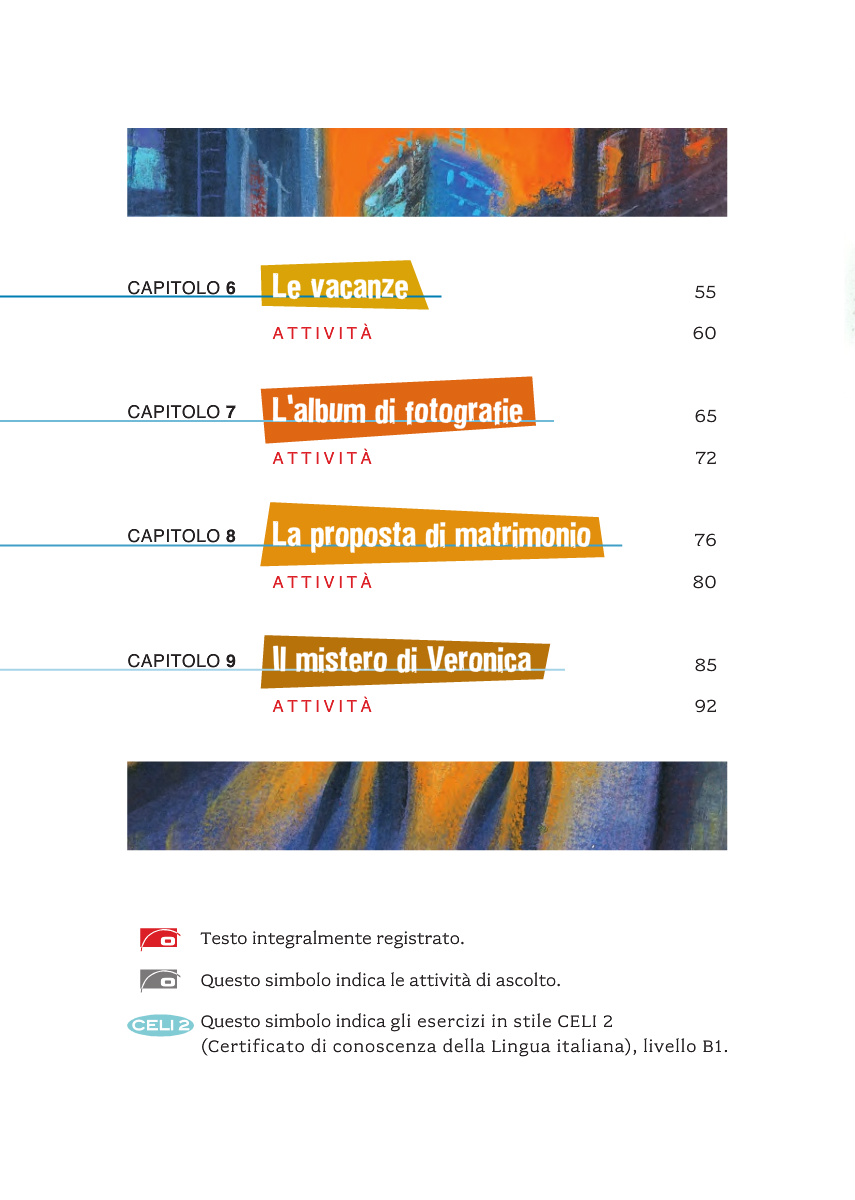 CAPITOLO 6 Le vacanze 55
ATTIVITÀ 60
CAPITOLO 7 L'album di fotografie 65
ATTIVITÀ 72
CAPITOLO 8 La proposta di matrimonio 76
ATTIVITÀ 80
CAPITOLO 9 Il mistero di Veronica 85
ATTIVITÀ 92
Testo integralmente registrato.
Questo simbolo indica le attività di ascolto.
CELI 2 Questo simbolo indica gli esercizi in stile CELI 2
(Certificato di conoscenza della Lingua italiana), livello B1.